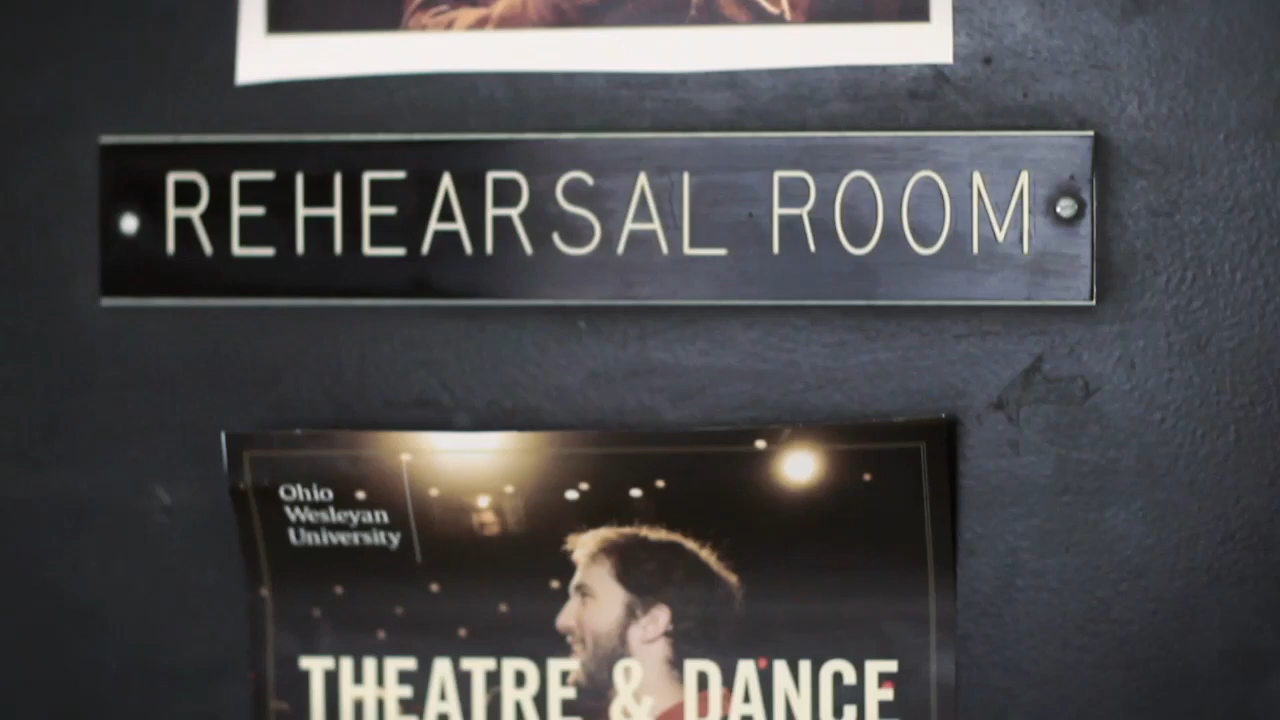 REHEARSAL ROOM
Ohio
Wesleyan
University
THEATRE & DANCE